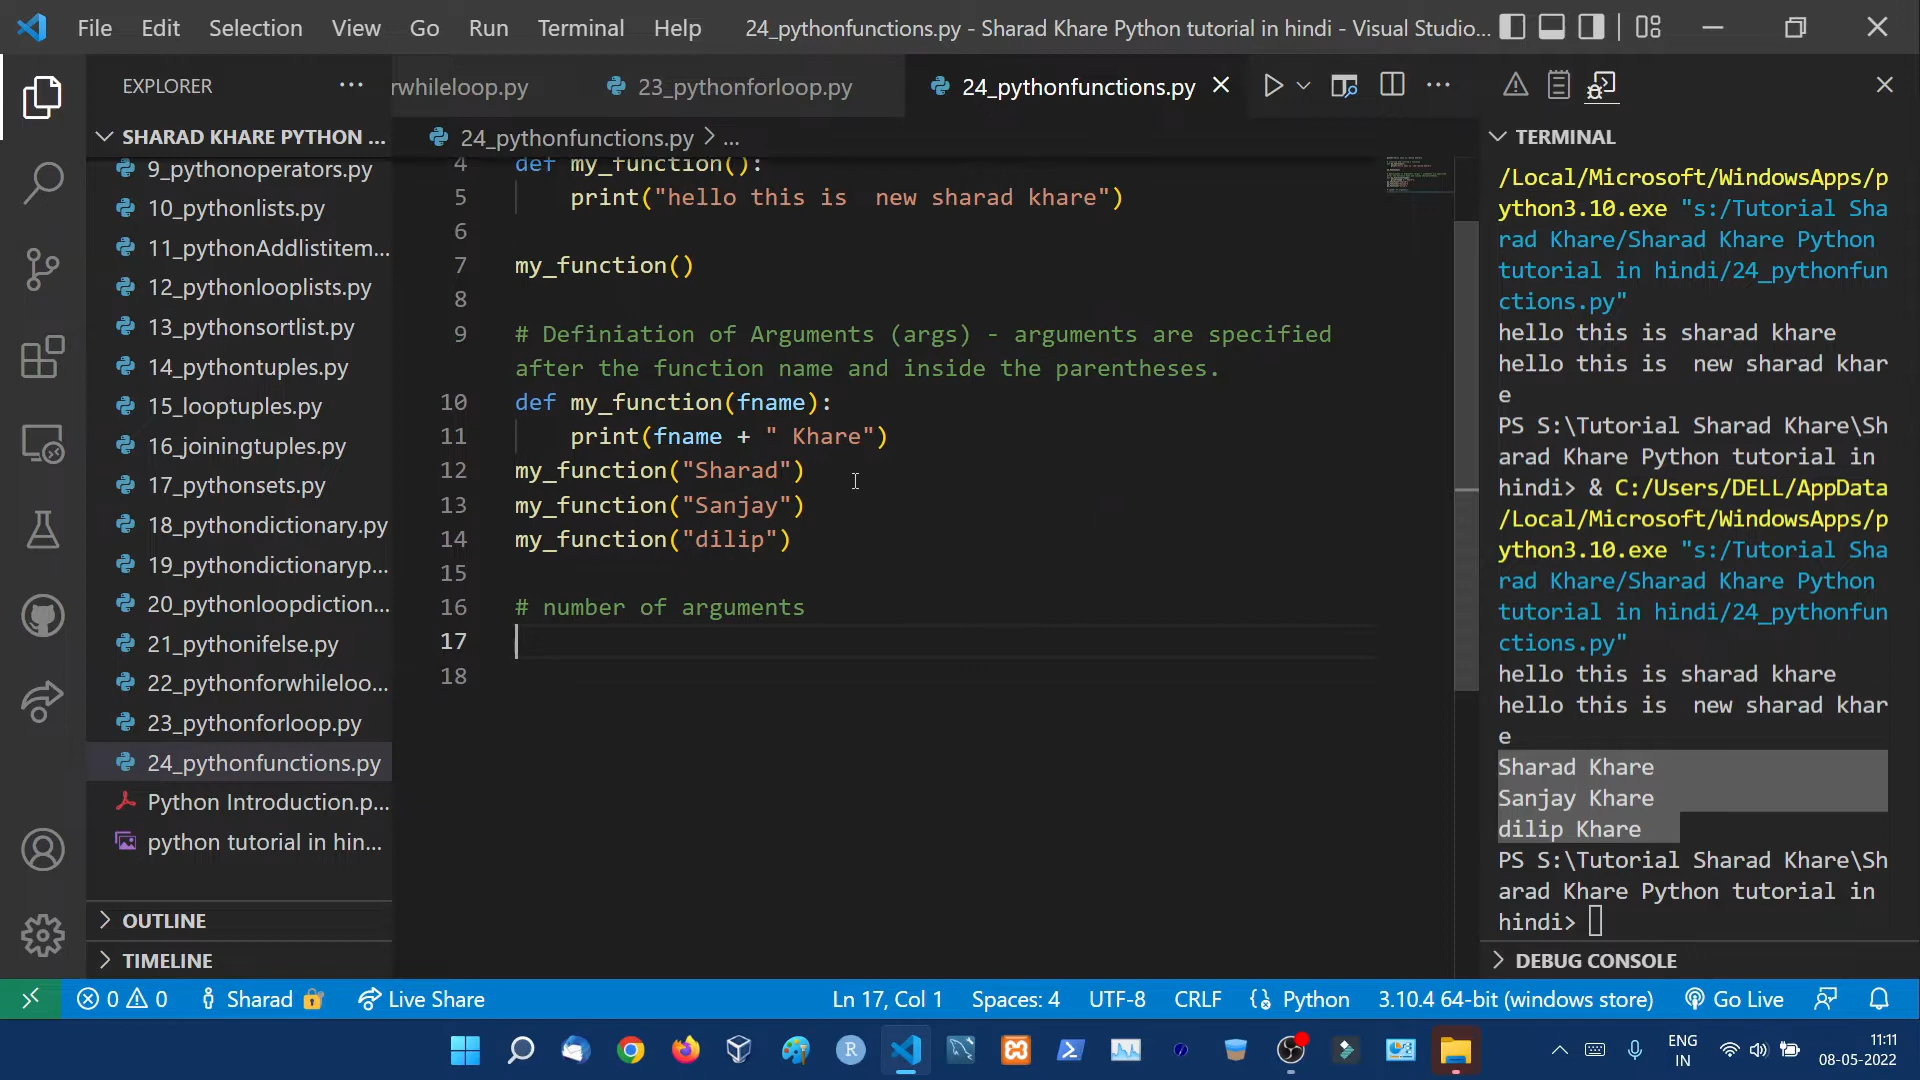 File Edit Selection View Go Run Terminal Help 24_pythonfunctions.py - Sharad Khare Python tutorial in hindi - Visual Studio...
EXPLORER
rwhileloop.py 23_pythonforloop.py 24_pythonfunctions.py
SHARAD KHARE PYTHON ...
9_pythonoperators.py
10_pythonlists.py
11_pythonAddlistitem...
12_pythonlooplists.py
13_pythonsortlist.py
14_pythontuples.py
15_looptuples.py
16_joiningtuples.py
17_pythonsets.py
18_pythondictionary.py
19_pythondictionaryp...
20_pythonloopdiction...
21_pythonifelse.py
22_pythonforwhileloo...
23_pythonforloop.py
24_pythonfunctions.py
Python Introduction.p...
python tutorial in hin...
OUTLINE
TIMELINE
24_pythonfunctions.py > ...
4 def my_function():
5 print("hello this is  new sharad khare")
6
7 my_function()
8
9 # Definiation of Arguments (args) - arguments are specified
after the function name and inside the parentheses.
10 def my_function(fname):
11 print(fname + " Khare")
12 my_function("Sharad")
13 my_function("Sanjay")
14 my_function("dilip")
15
16 # number of arguments
17
18
TERMINAL
/Local/Microsoft/WindowsApps/p
ython3.10.exe "s:/Tutorial Sha
rad Khare/Sharad Khare Python
tutorial in hindi/24_pythonfun
ctions.py"
hello this is sharad khare
hello this is  new sharad khar
e
PS S:\Tutorial Sharad Khare\Sh
arad Khare Python tutorial in
hindi> & C:/Users/DELL/AppData
/Local/Microsoft/WindowsApps/p
ython3.10.exe "s:/Tutorial Sha
rad Khare/Sharad Khare Python
tutorial in hindi/24_pythonfun
ctions.py"
hello this is sharad khare
hello this is  new sharad khar
e
Sharad Khare
Sanjay Khare
dilip Khare
PS S:\Tutorial Sharad Khare\Sh
arad Khare Python tutorial in
hindi>
DEBUG CONSOLE
0 0 Sharad Live Share Ln 17, Col 1 Spaces: 4 UTF-8 CRLF Python 3.10.4 64-bit (windows store) Go Live
R
ENG
IN
11:11
08-05-2022